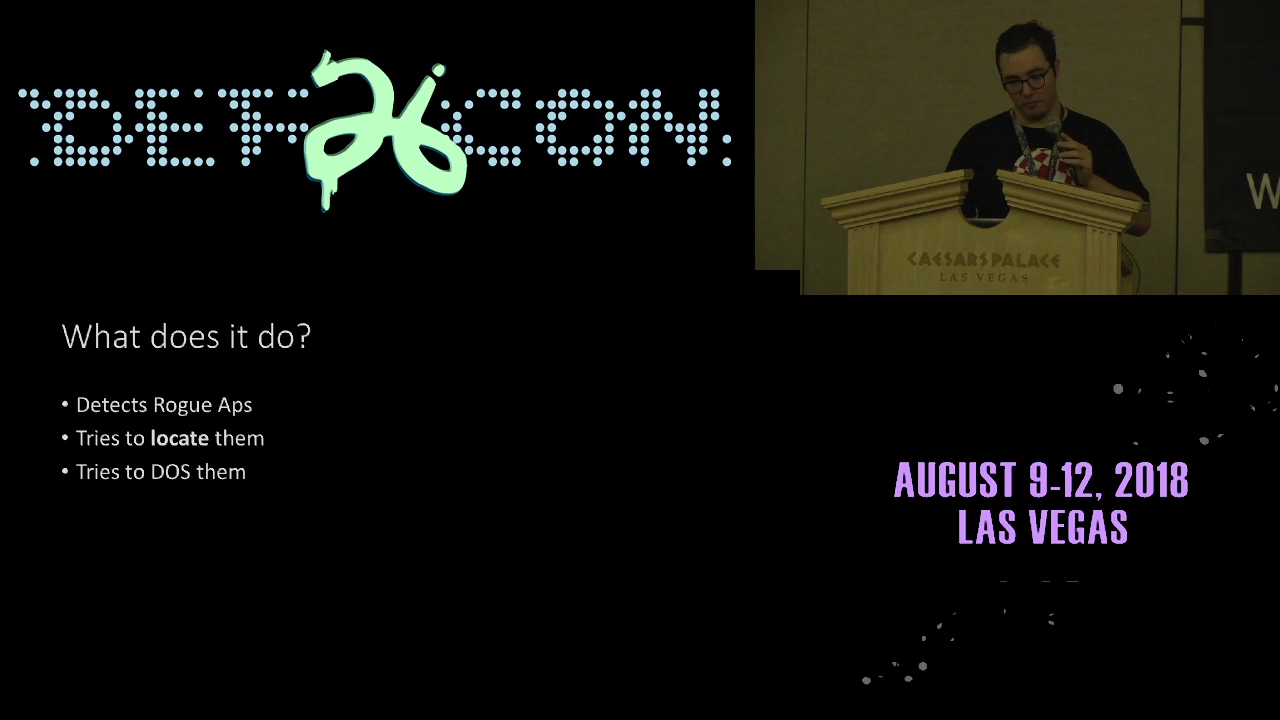 DEF 26 CON.
CAESARS PALACE
LAS VEGAS
W
What does it do?
• Detects Rogue Aps
• Tries to locate them
• Tries to DOS them
AUGUST 9-12, 2018
LAS VEGAS